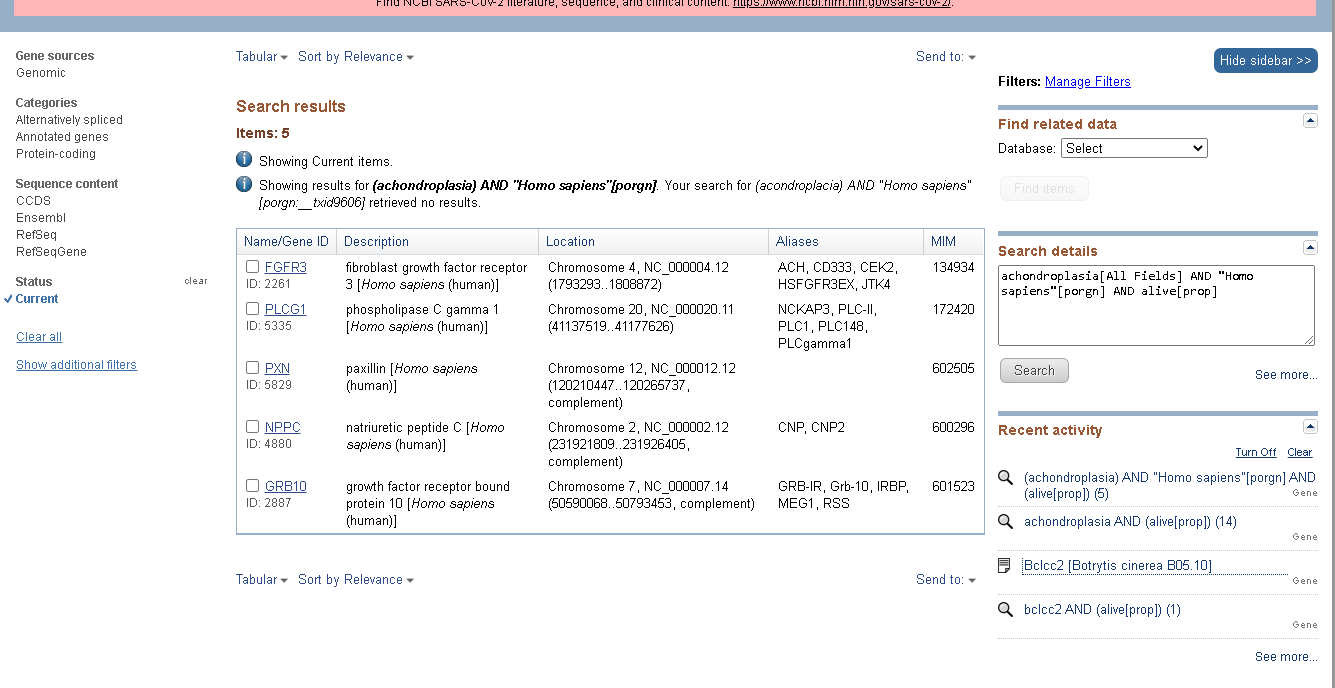 Find NCBI SARS-CoV-2 literature, sequence, and clinical content: https://www.ncbi.nlm.nih.gov/sars-cov-2/.
Gene sources
Genomic
Categories
Alternatively spliced
Annotated genes
Protein-coding
Sequence content
CCDS
Ensembl
RefSeq
RefSeqGene
Status clear
Current
Clear all
Show additional filters
Tabular Sort by Relevance Send to:
Search results
Items: 5
Showing Current items.
Showing results for (achondroplasia) AND "Homo sapiens"[porgn]. Your search for (acondroplacia) AND "Homo sapiens"
[porgn:__txid9606] retrieved no results.
Name/Gene ID Description Location Aliases MIM
FGFR3 fibroblast growth factor receptor Chromosome 4, NC_000004.12 ACH, CD333, CEK2, 134934
ID: 2261 3 [Homo sapiens (human)] (1793293..1808872) HSFGFR3EX, JTK4
PLCG1 phospholipase C gamma 1 Chromosome 20, NC_000020.11 NCKAP3, PLC-II, 172420
ID: 5335 [Homo sapiens (human)] (41137519..41177626) PLC1, PLC148,
PLCgamma1
PXN paxillin [Homo sapiens Chromosome 12, NC_000012.12 602505
ID: 5829 (human)] (120210447..120265737,
complement)
NPPC natriuretic peptide C [Homo Chromosome 2, NC_000002.12 CNP, CNP2 600296
ID: 4880 sapiens (human)] (231921809..231926405,
complement)
GRB10 growth factor receptor bound Chromosome 7, NC_000007.14 GRB-IR, Grb-10, IRBP, 601523
ID: 2887 protein 10 [Homo sapiens (50590068..50793453, complement) MEG1, RSS
(human)]
Tabular Sort by Relevance Send to:
Hide sidebar >>
Filters: Manage Filters
Find related data
Database: Select
Find items
Search details
achondroplasia[All Fields] AND "Homo
sapiens"[porgn] AND alive[prop]
Search
See more...
Recent activity
Turn Off Clear
(achondroplasia) AND "Homo sapiens"[porgn] AND
(alive[prop]) (5)
Gene
achondroplasia AND (alive[prop]) (14)
Gene
Bclcc2 [Botrytis cinerea B05.10]
Gene
bclcc2 AND (alive[prop]) (1)
Gene
See more...